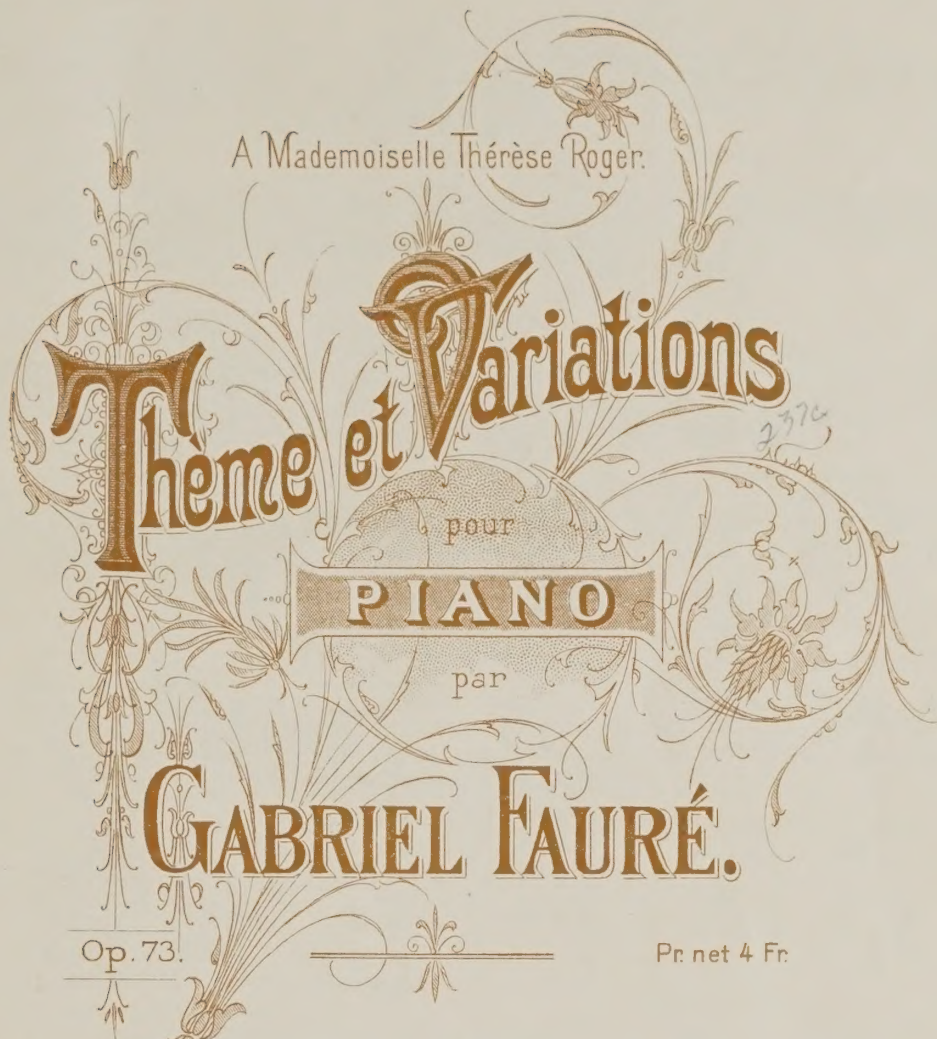 A Mademoiselle Thérèse Roger.
Thème et Variations
pour
PIANO
par
GABRIEL FAURÉ.
Op. 73.
Pr. net 4 Fr.